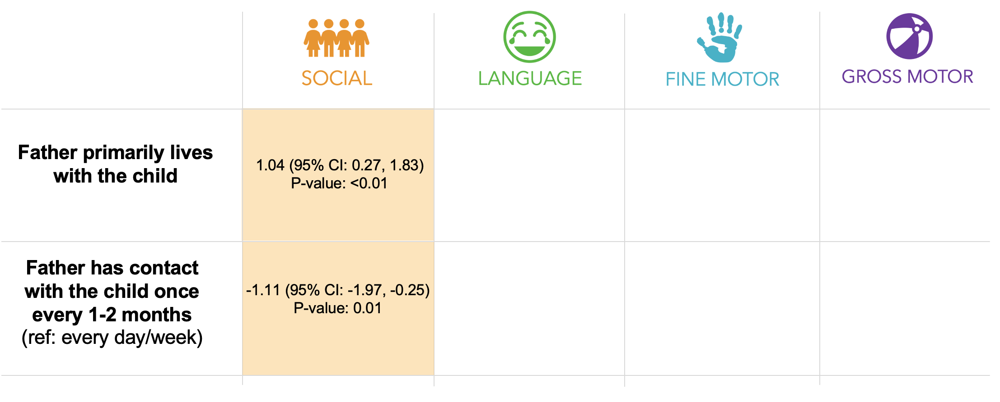 SOCIAL
LANGUAGE
FINE MOTOR
GROSS MOTOR
Father primarily lives
with the child
1.04 (95% CI: 0.27, 1.83)
P-value: <0.01
Father has contact
with the child once
every 1-2 months
(ref: every day/week)
-1.11 (95% CI: -1.97, -0.25)
P-value: 0.01